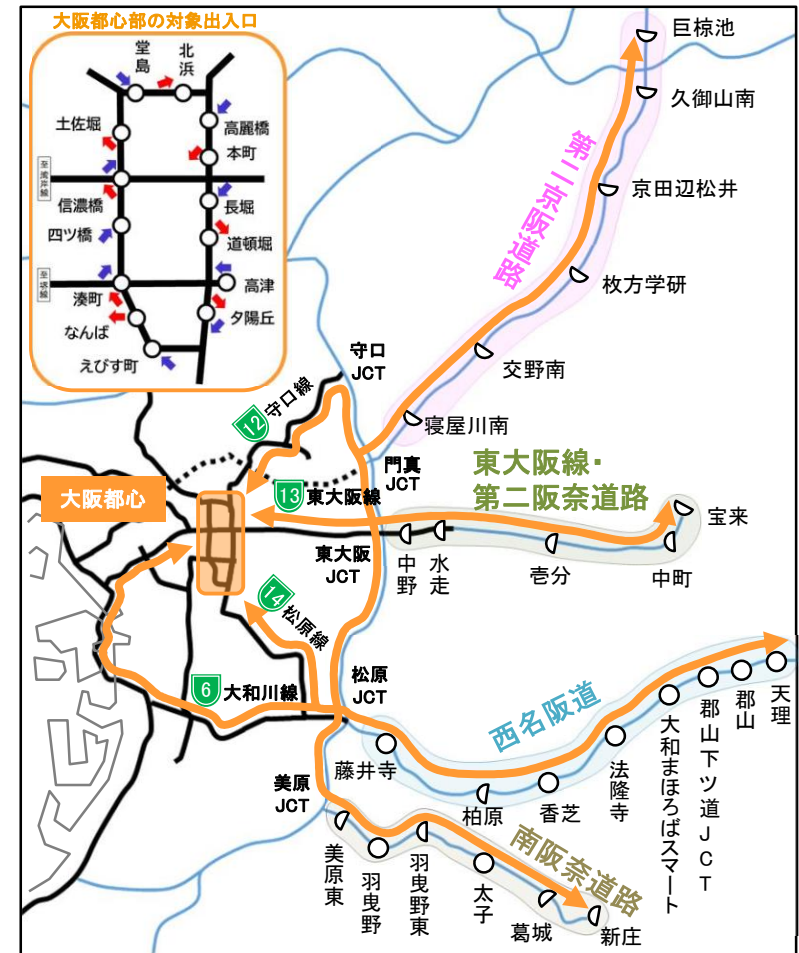 大阪都心部の対象出入口
堂島
北浜
土佐堀
高麗橋
本町
至湾岸線
信濃橋
長堀
四ツ橋
道頓堀
至堺線
高津
湊町
夕陽丘
なんば
えびす町
巨椋池
久御山南
第二京阪道路
京田辺松井
枚方学研
交野南
寝屋川南
守口
JCT
12
守口線
門真
JCT
大阪都心
13
東大阪線
東大阪線・
第二阪奈道路
宝来
東大阪
JCT
中野
水走
壱分
中町
14
松原線
6
大和川線
松原
JCT
西名阪道
天理
郡山
郡山下ツ道JCT
大和まほろばスマート
法隆寺
香芝
柏原
藤井寺
美原
JCT
南阪奈道路
美原東
羽曳野
羽曳野東
太子
葛城
新庄